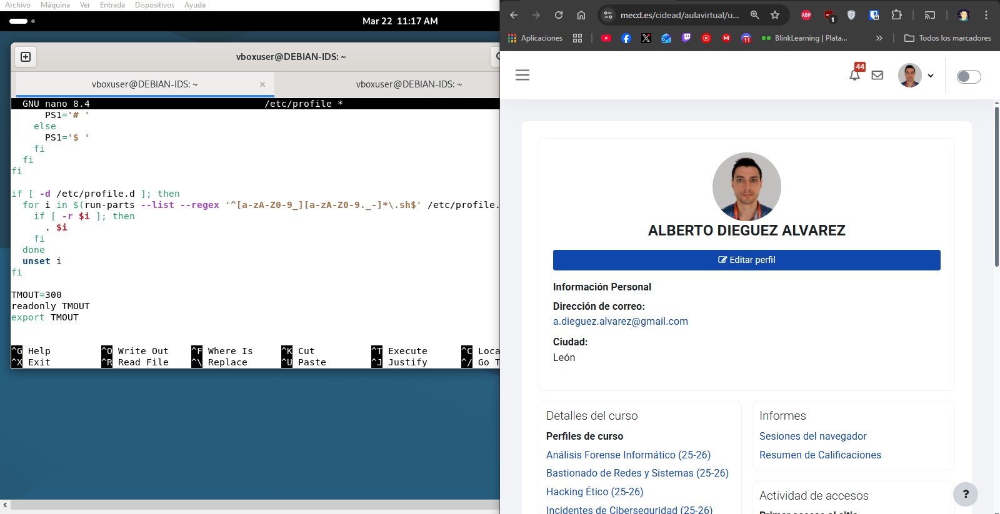 Archivo Máquina Ver Entrada Dispositivos Ayuda
Mar 22 11:17 AM
vboxuser@DEBIAN-IDS: ~
vboxuser@DEBIAN-IDS: ~ ×
vboxuser@DEBIAN-IDS: ~
GNU nano 8.4 /etc/profile *
PS1='# '
else
PS1='$ '
fi
fi
fi
if [ -d /etc/profile.d ]; then
for i in $(run-parts --list --regex '^[a-zA-Z0-9_][a-zA-Z0-9._-]*\.sh$' /etc/profile.
if [ -r $i ]; then
. $i
fi
done
unset i
fi
TMOUT=300
readonly TMOUT
export TMOUT
^G Help ^O Write Out ^F Where Is ^K Cut ^T Execute ^C Loca
^X Exit ^R Read File ^\ Replace ^U Paste ^J Justify ^/ Go T
mecd.es/cidead/aulavirtual/u...
ABP
1
Aplicaciones
M
11
BlinkLearning | Plata...
»
Todos los marcadores
44
ALBERTO DIEGUEZ ALVAREZ
Editar perfil
Información Personal
Dirección de correo:
a.dieguez.alvarez@gmail.com
Ciudad:
León
Detalles del curso
Perfiles de curso
Análisis Forense Informático (25-26)
Bastionado de Redes y Sistemas (25-26)
Hacking Ético (25-26)
Incidentes de Ciberseguridad (25-26)
Informes
Sesiones del navegador
Resumen de Calificaciones
Actividad de accesos
Primer acceso al sitio
?